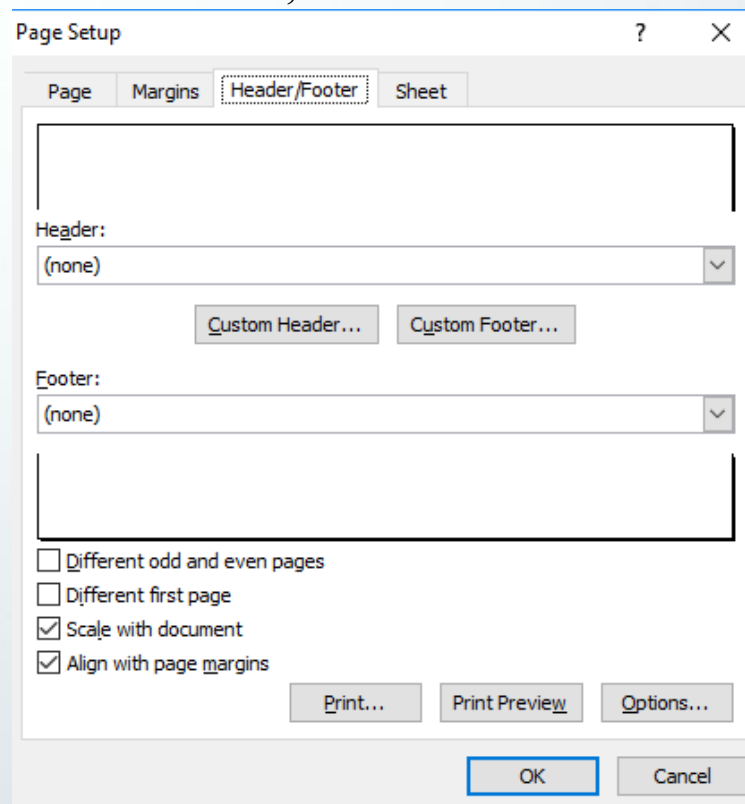 Page Setup ?
Page Margins Header/Footer Sheet
Header:
(none)
Custom Header... Custom Footer...
Footer:
(none)
Different odd and even pages
Different first page
Scale with document
Align with page margins
Print... Print Preview Options...
OK Cancel